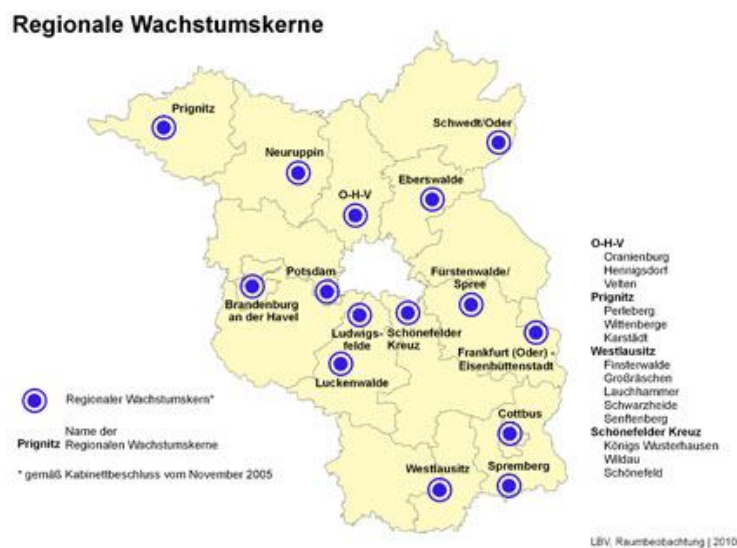 Regionale Wachstumskerne
Prignitz
Schwedt/Oder
Neuruppin
Eberswalde
O-H-V
Potsdam
Fürstenwalde/
Spree
Brandenburg
an der Havel
Ludwigs-
felde
Schönefelder
Kreuz
Frankfurt (Oder) -
Eisenbüttenstadt
Luckenwalde
Cottbus
Westlausitz
Spremberg
O-H-V
Oranienburg
Hennigsdorf
Velten
Prignitz
Perleberg
Wittenberge
Karstädt
Westlausitz
Finsterwalde
Großräschen
Lauchhammer
Schwarzheide
Senftenberg
Schönefelder Kreuz
Königs Wusterhausen
Wildau
Schönefeld
Regionaler Wachstumskern*
Name der
Prignitz Regionalen Wachstumskerne
* gemäß Kabinettbeschluss vom November 2005
LBV, Raumbeobachtung | 2010